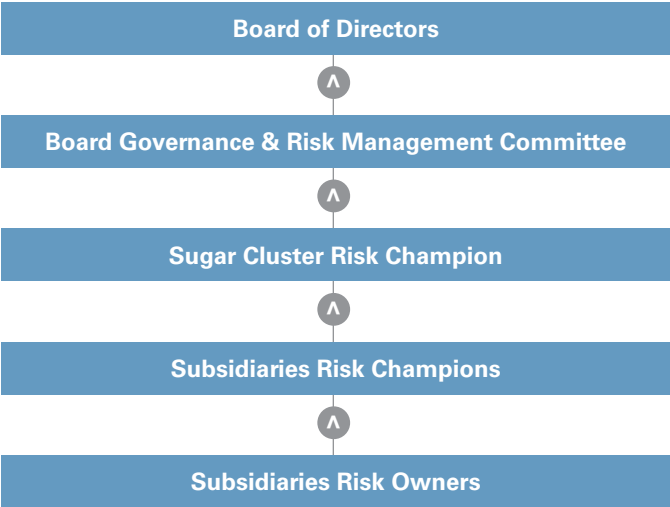 Board of Directors
Board Governance & Risk Management Committee
Sugar Cluster Risk Champion
Subsidiaries Risk Champions
Subsidiaries Risk Owners